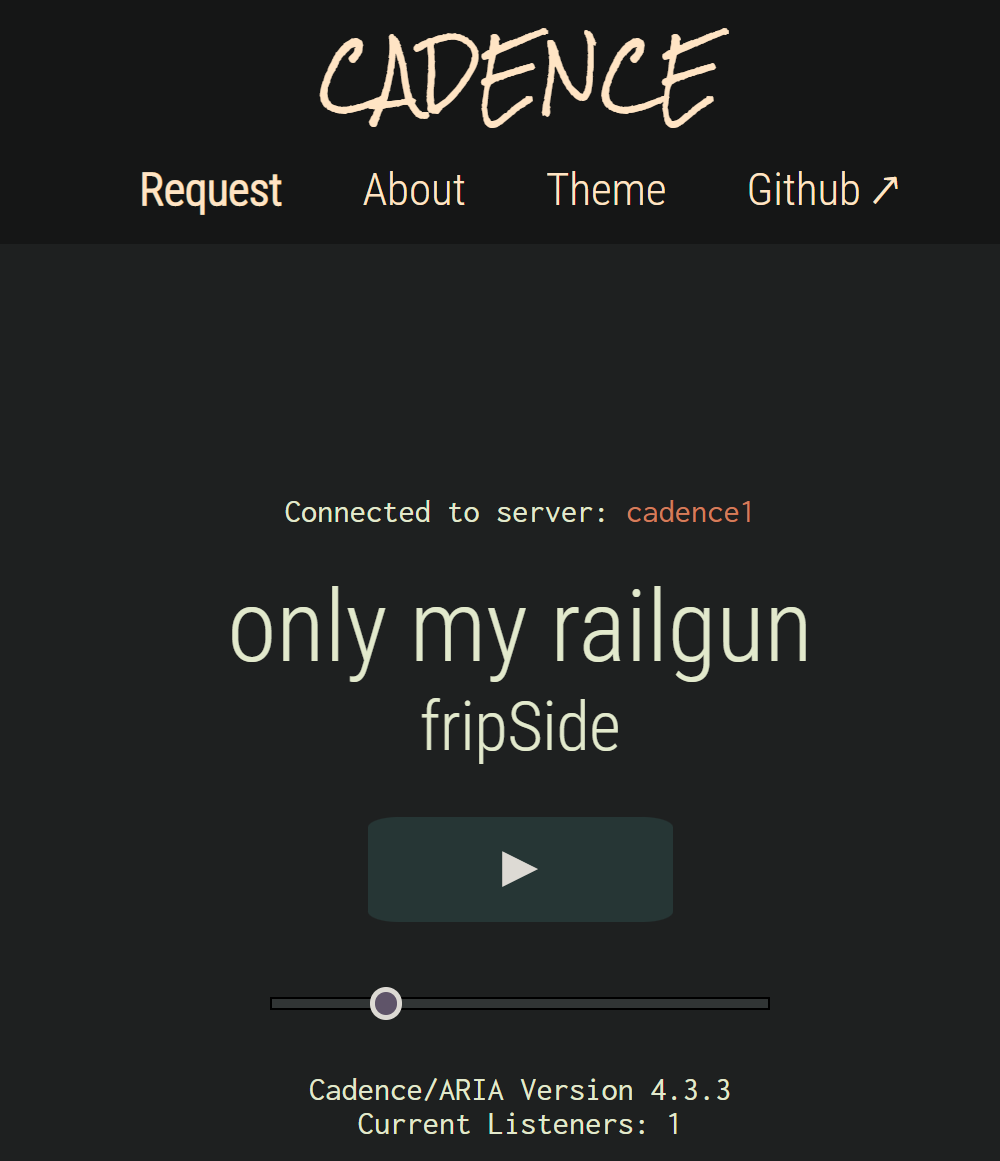 CADENCE
Request About Theme Github ↗
Connected to server: cadence1
only my railgun
fripSide
Cadence/ARIA Version 4.3.3
Current Listeners: 1